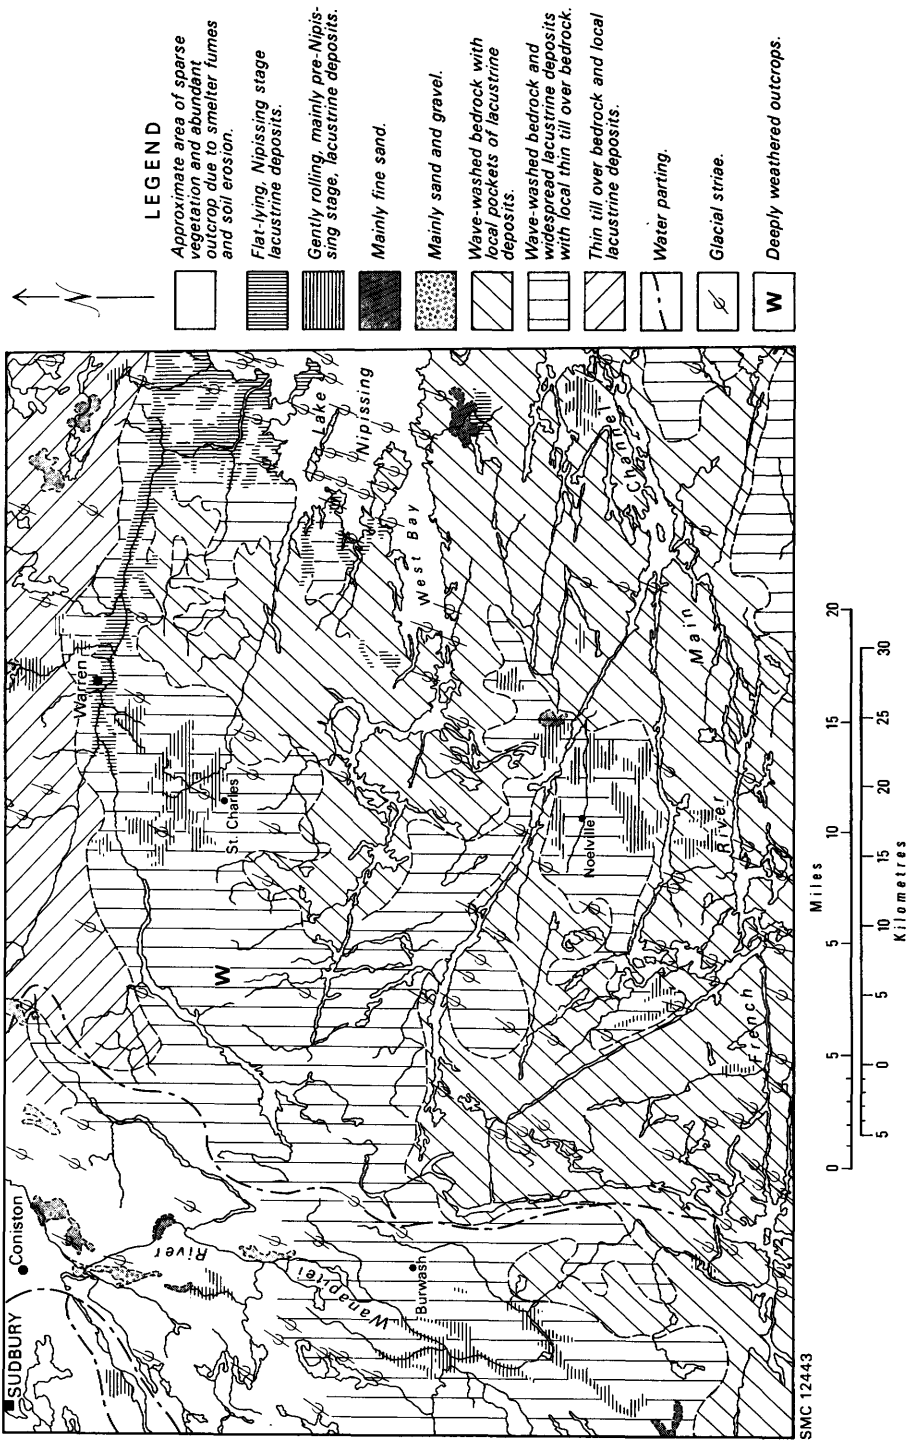 LEGEND
Approximate area of sparse
vegetation and abundant
outcrop due to smelter fumes
and soil erosion.
Flat-lying, Nipissing stage
lacustrine deposits.
Gently rolling, mainly pre-Nipis-
sing stage, lacustrine deposits.
Mainly fine sand.
Mainly sand and gravel.
Wave-washed bedrock with
local pockets of lacustrine
deposits.
Wave-washed bedrock and
widespread lacustrine deposits
with local thin till over bedrock.
Thin till over bedrock and local
lacustrine deposits.
Water parting.
Glacial striae.
W
Deeply weathered outcrops.
N
SUDBURY
Coniston
Warren
St. Charles
Lake
Nipissing
West Bay
W
River
Wanapitei
Burwash
Noelville
Main
Channel
French
River
5 0 5 10 15 20
Miles
5 0 5 10 15 20 25 30
Kilometres
SMC 12443